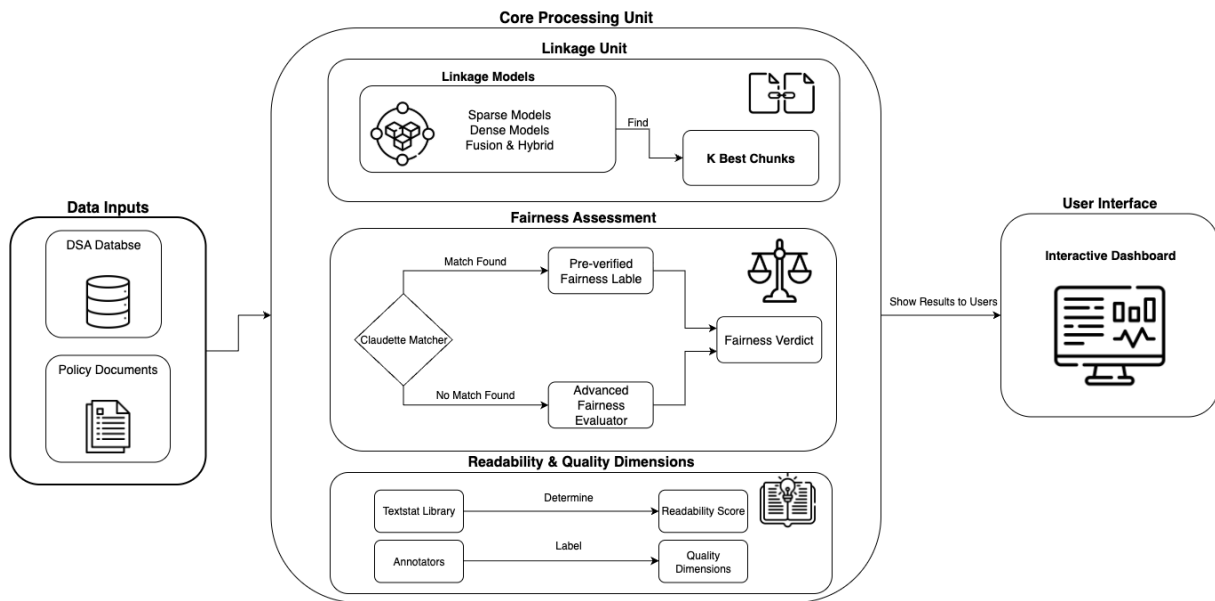 Core Processing Unit
Linkage Unit
Linkage Models
Sparse Models
Dense Models
Fusion & Hybrid
Find
K Best Chunks
Data Inputs
DSA Databse
Policy Documents
Fairness Assessment
Match Found
Pre-verified
Fairness Lable
Claudette Matcher
Fairness Verdict
No Match Found
Advanced
Fairness
Evaluator
Readability & Quality Dimensions
Textstat Library
Determine
Readability Score
Annotators
Label
Quality
Dimensions
Show Results to Users
User Interface
Interactive Dashboard